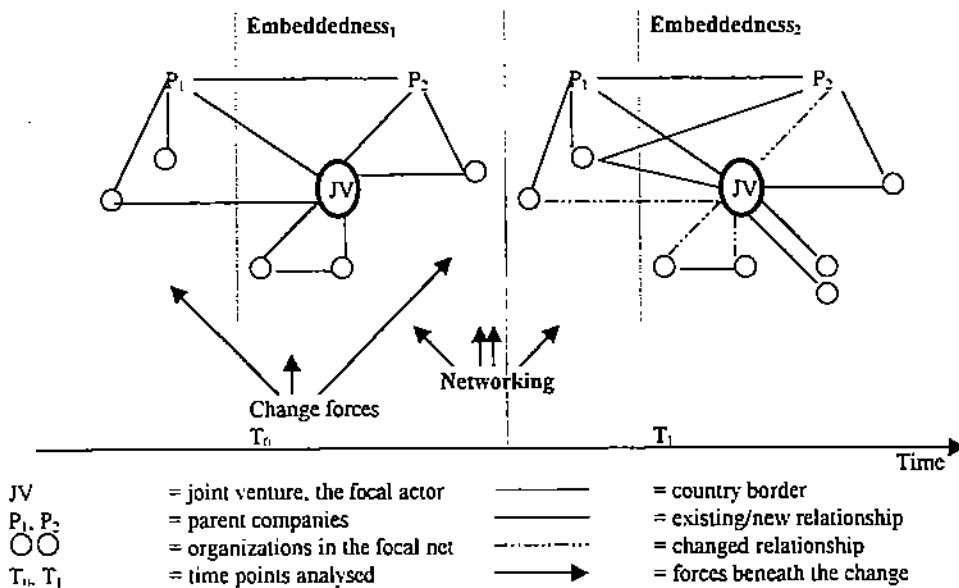 Embeddedness₁ Embeddedness₂
P₁ P₂ P₁ P₂
JV JV
Networking
Change forces
T₀ T₁
Time
JV = joint venture, the focal actor = country border
P₁, P₂ = parent companies = existing/new relationship
= organizations in the focal net = changed relationship
T₀, T₁ = time points analysed = forces beneath the change